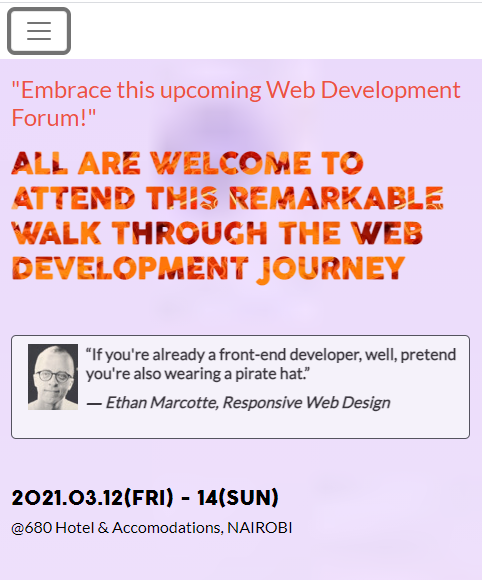 "Embrace this upcoming Web Development
Forum!"
ALL ARE WELCOME TO
ATTEND THIS REMARKABLE
WALK THROUGH THE WEB
DEVELOPMENT JOURNEY
“If you're already a front-end developer, well, pretend
you're also wearing a pirate hat.”
— Ethan Marcotte, Responsive Web Design
2021.03.12(FRI) - 14(SUN)
@680 Hotel & Accomodations, NAIROBI